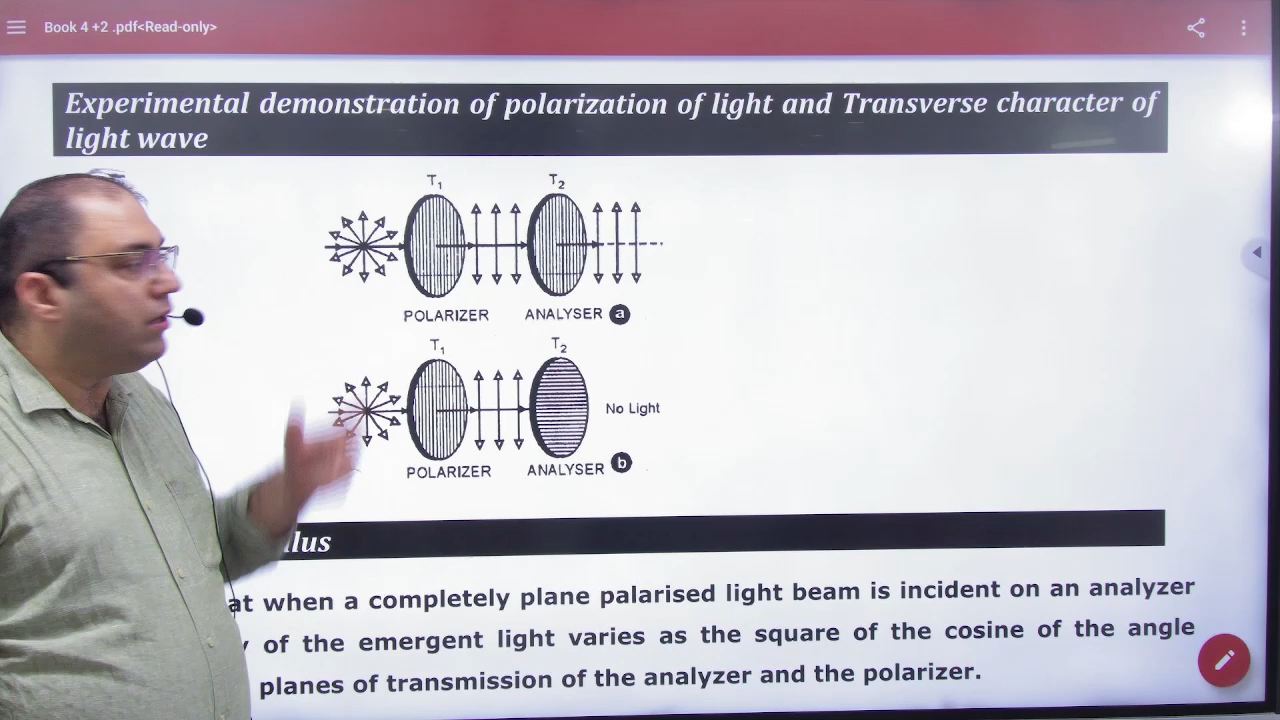 Book 4 +2 .pdf<Read-only>
Experimental demonstration of polarization of light and Transverse character of
light wave
T1
T2
POLARIZER
ANALYSER a
T1
T2
No Light
POLARIZER
ANALYSER b
lus
at when a completely plane palarised light beam is incident on an analyzer
of the emergent light varies as the square of the cosine of the angle
planes of transmission of the analyzer and the polarizer.